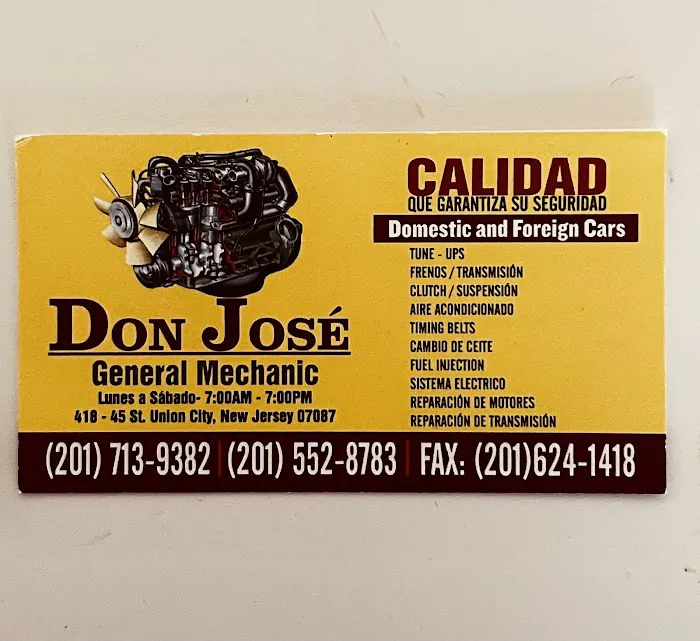 DON JOSÉ
General Mechanic
Lunes a Sábado- 7:00AM - 7:00PM
418 - 45 St. Union City, New Jersey 07087
CALIDAD
QUE GARANTIZA SU SEGURIDAD
Domestic and Foreign Cars
TUNE - UPS
FRENOS / TRANSMISIÓN
CLUTCH / SUSPENSIÓN
AIRE ACONDICIONADO
TIMING BELTS
CAMBIO DE CEITE
FUEL INJECTION
SISTEMA ELECTRICO
REPARACIÓN DE MOTORES
REPARACIÓN DE TRANSMISIÓN
(201) 713-9382 | (201) 552-8783 | FAX: (201)624-1418